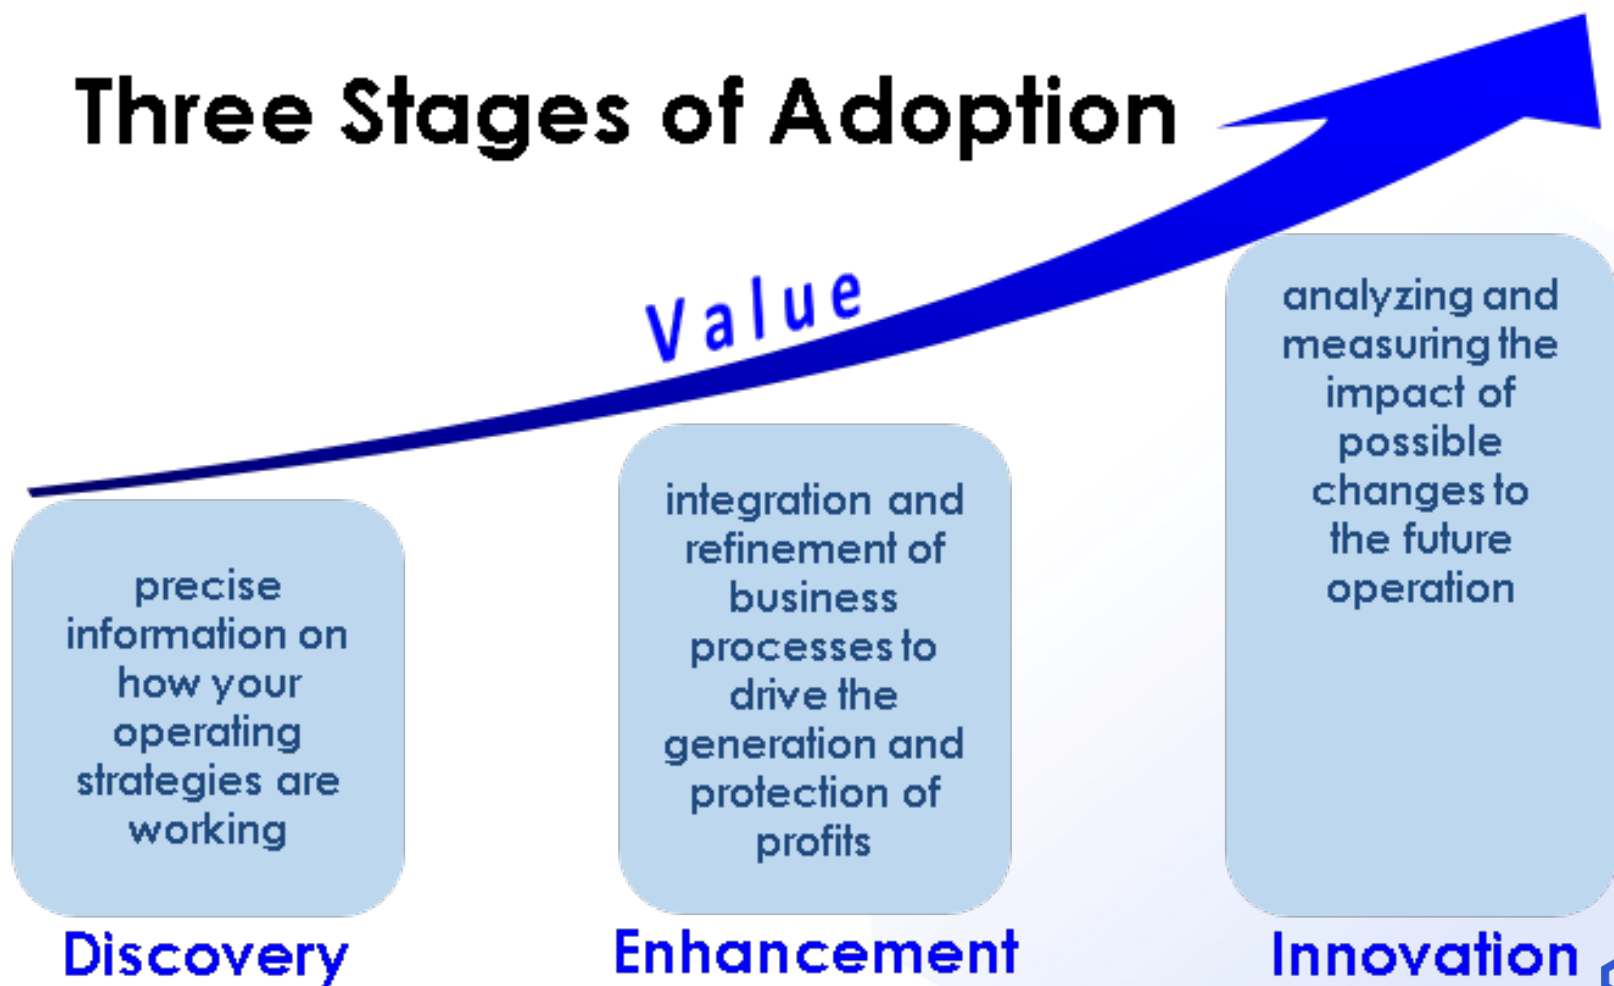 Three Stages of Adoption
Value
precise
information on
how your
operating
strategies are
working
Discovery
integration and
refinement of
business
processes to
drive the
generation and
protection of
profits
Enhancement
analyzing and
measuring the
impact of
possible
changes to
the future
operation
Innovation